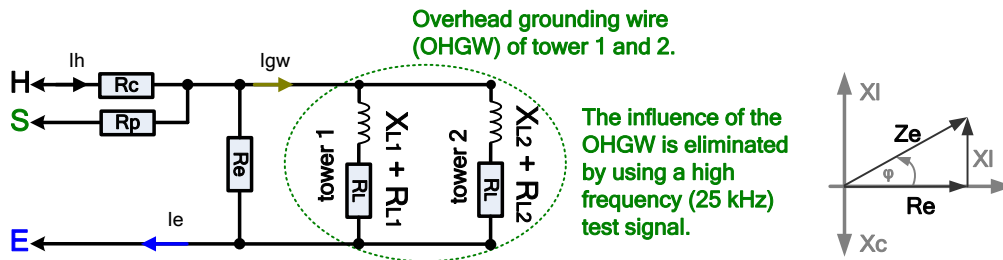 Overhead grounding wire
(OHGW) of tower 1 and 2.
Ih
Igw
H
Rc
S
Rp
Re
tower 1
RL
XL1 + RL1
tower 2
RL
XL2 + RL2
Ie
E
The influence of the
OHGW is eliminated
by using a high
frequency (25 kHz)
test signal.
Xl
Ze
Xl
φ
Re
Xc